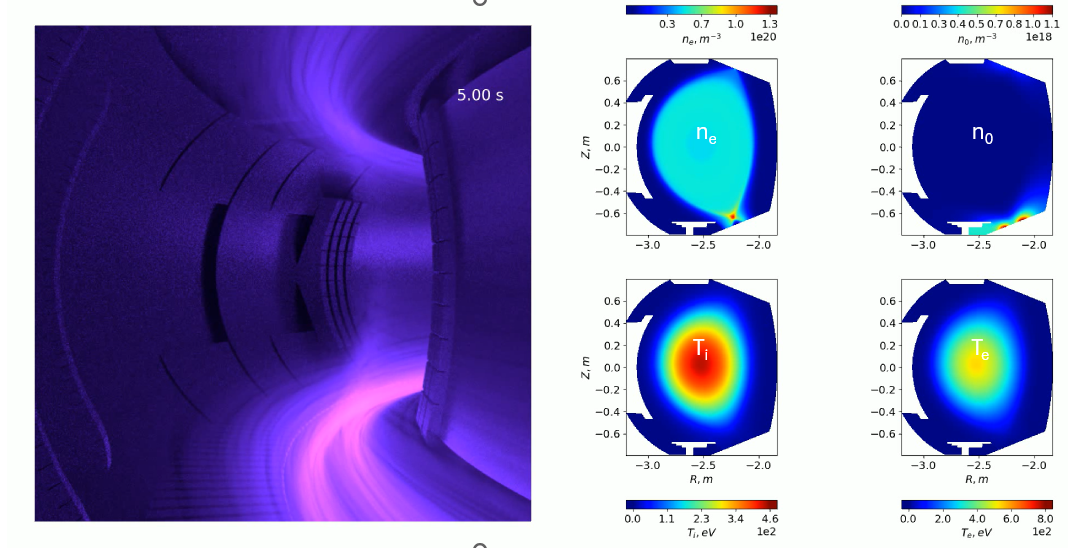 5.00 s
0.3 0.7 1.0 1.3
n_e, m⁻³
1e20
0.6
0.4
0.2
0.0
−0.2
−0.4
−0.6
Z, m
n_e
−3.0 −2.5 −2.0
0.0 0.1 0.3 0.4 0.5 0.7 0.8 1.0 1.1
n_0, m⁻³
1e18
0.6
0.4
0.2
0.0
−0.2
−0.4
−0.6
n_0
−3.0 −2.5 −2.0
0.6
0.4
0.2
0.0
−0.2
−0.4
−0.6
Z, m
T_i
−3.0 −2.5 −2.0
R, m
0.0 1.1 2.3 3.4 4.6
T_i, eV
1e2
0.6
0.4
0.2
0.0
−0.2
−0.4
−0.6
T_e
−3.0 −2.5 −2.0
R, m
0.0 2.0 4.0 6.0 8.0
T_e, eV
1e2